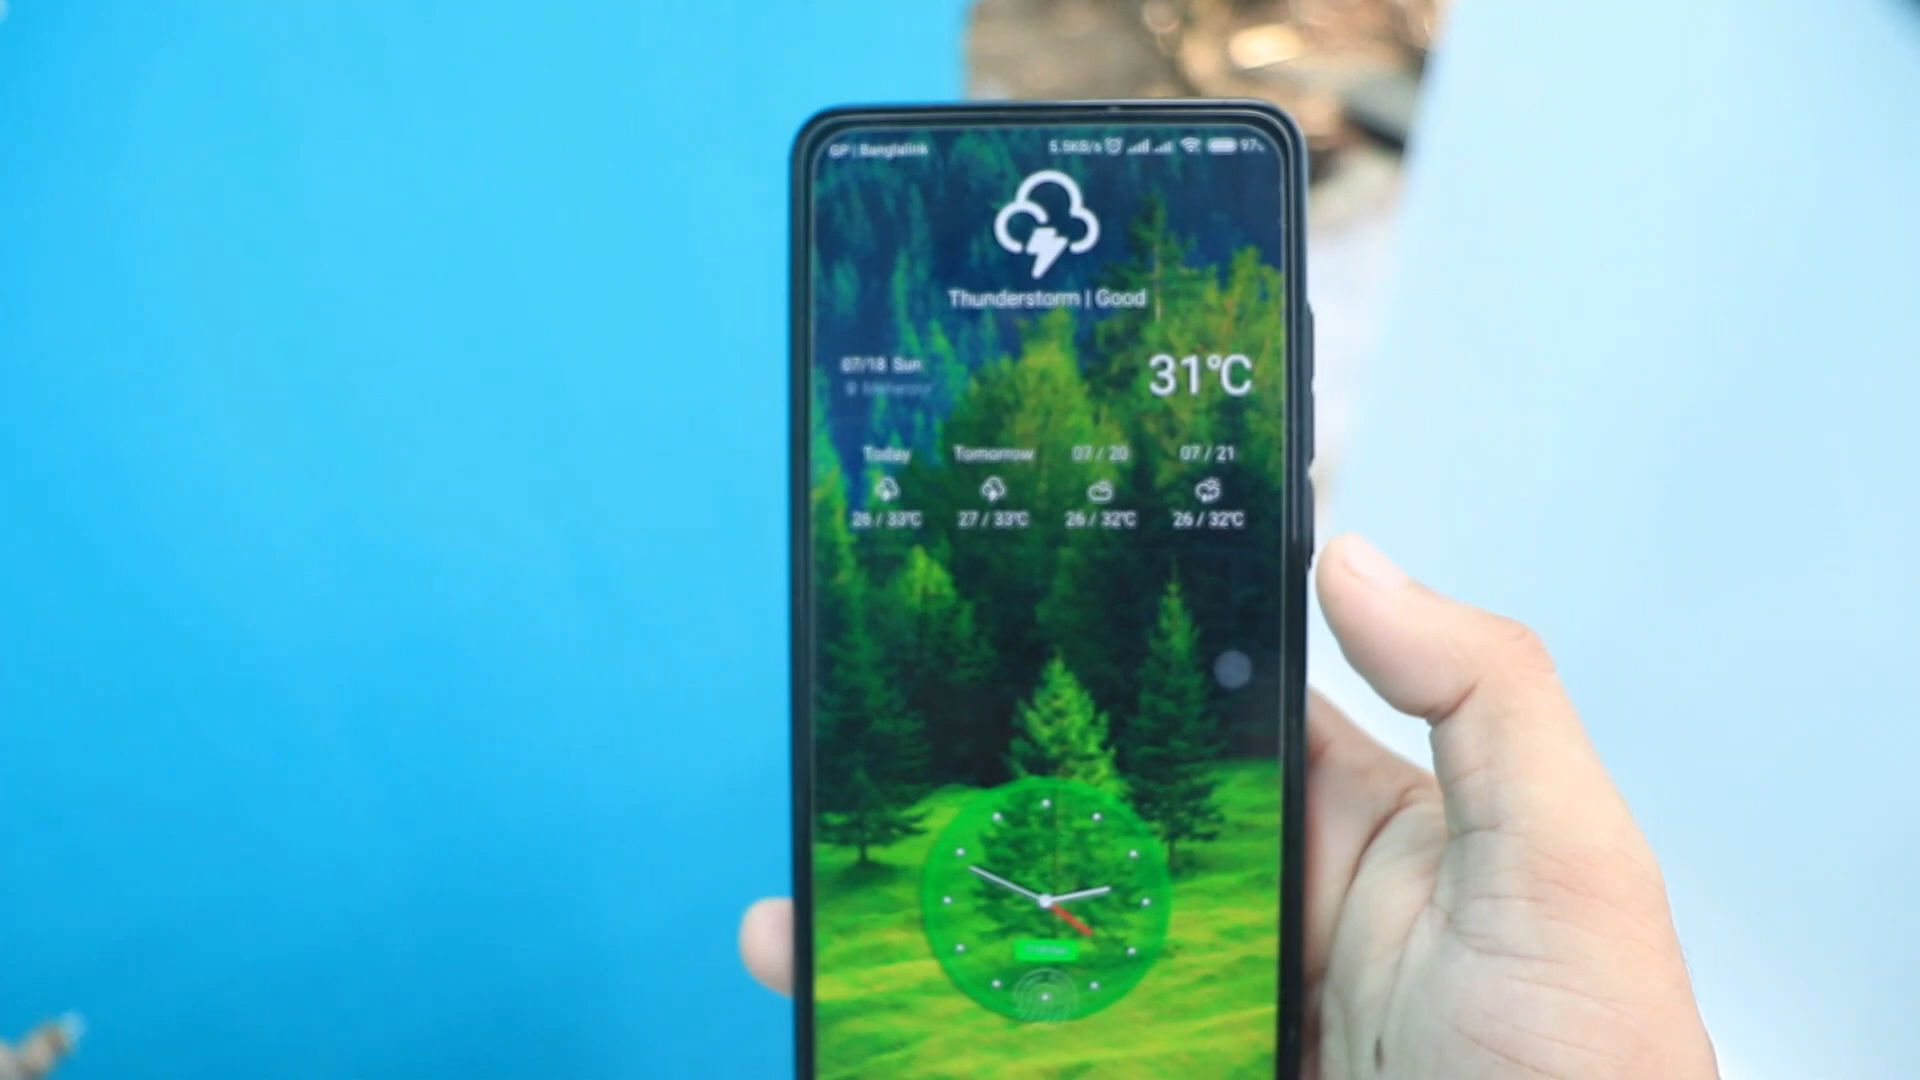 GP | Banglalink 5.5KB/s 97%
Thunderstorm | Good
07/18 Sun
31°C
Today Tomorrow 07 / 20 07 / 21
26 / 33°C 27 / 33°C 26 / 32°C 26 / 32°C